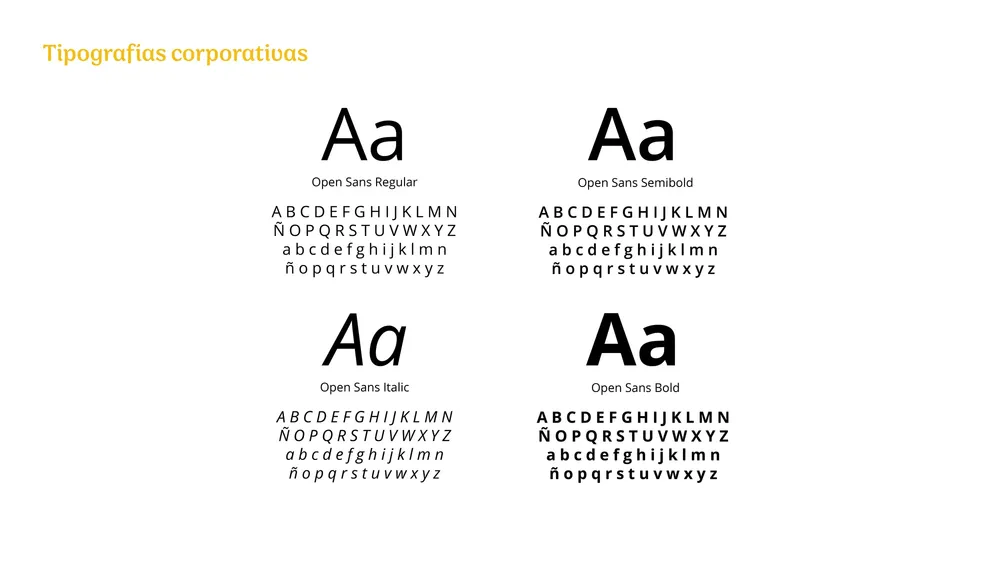 Tipografías corporativas
Aa
Open Sans Regular
A B C D E F G H I J K L M N
Ñ O P Q R S T U V W X Y Z
a b c d e f g h i j k l m n
ñ o p q r s t u v w x y z
Aa
Open Sans Semibold
A B C D E F G H I J K L M N
Ñ O P Q R S T U V W X Y Z
a b c d e f g h i j k l m n
ñ o p q r s t u v w x y z
Aa
Open Sans Italic
A B C D E F G H I J K L M N
Ñ O P Q R S T U V W X Y Z
a b c d e f g h i j k l m n
ñ o p q r s t u v w x y z
Aa
Open Sans Bold
A B C D E F G H I J K L M N
Ñ O P Q R S T U V W X Y Z
a b c d e f g h i j k l m n
ñ o p q r s t u v w x y z